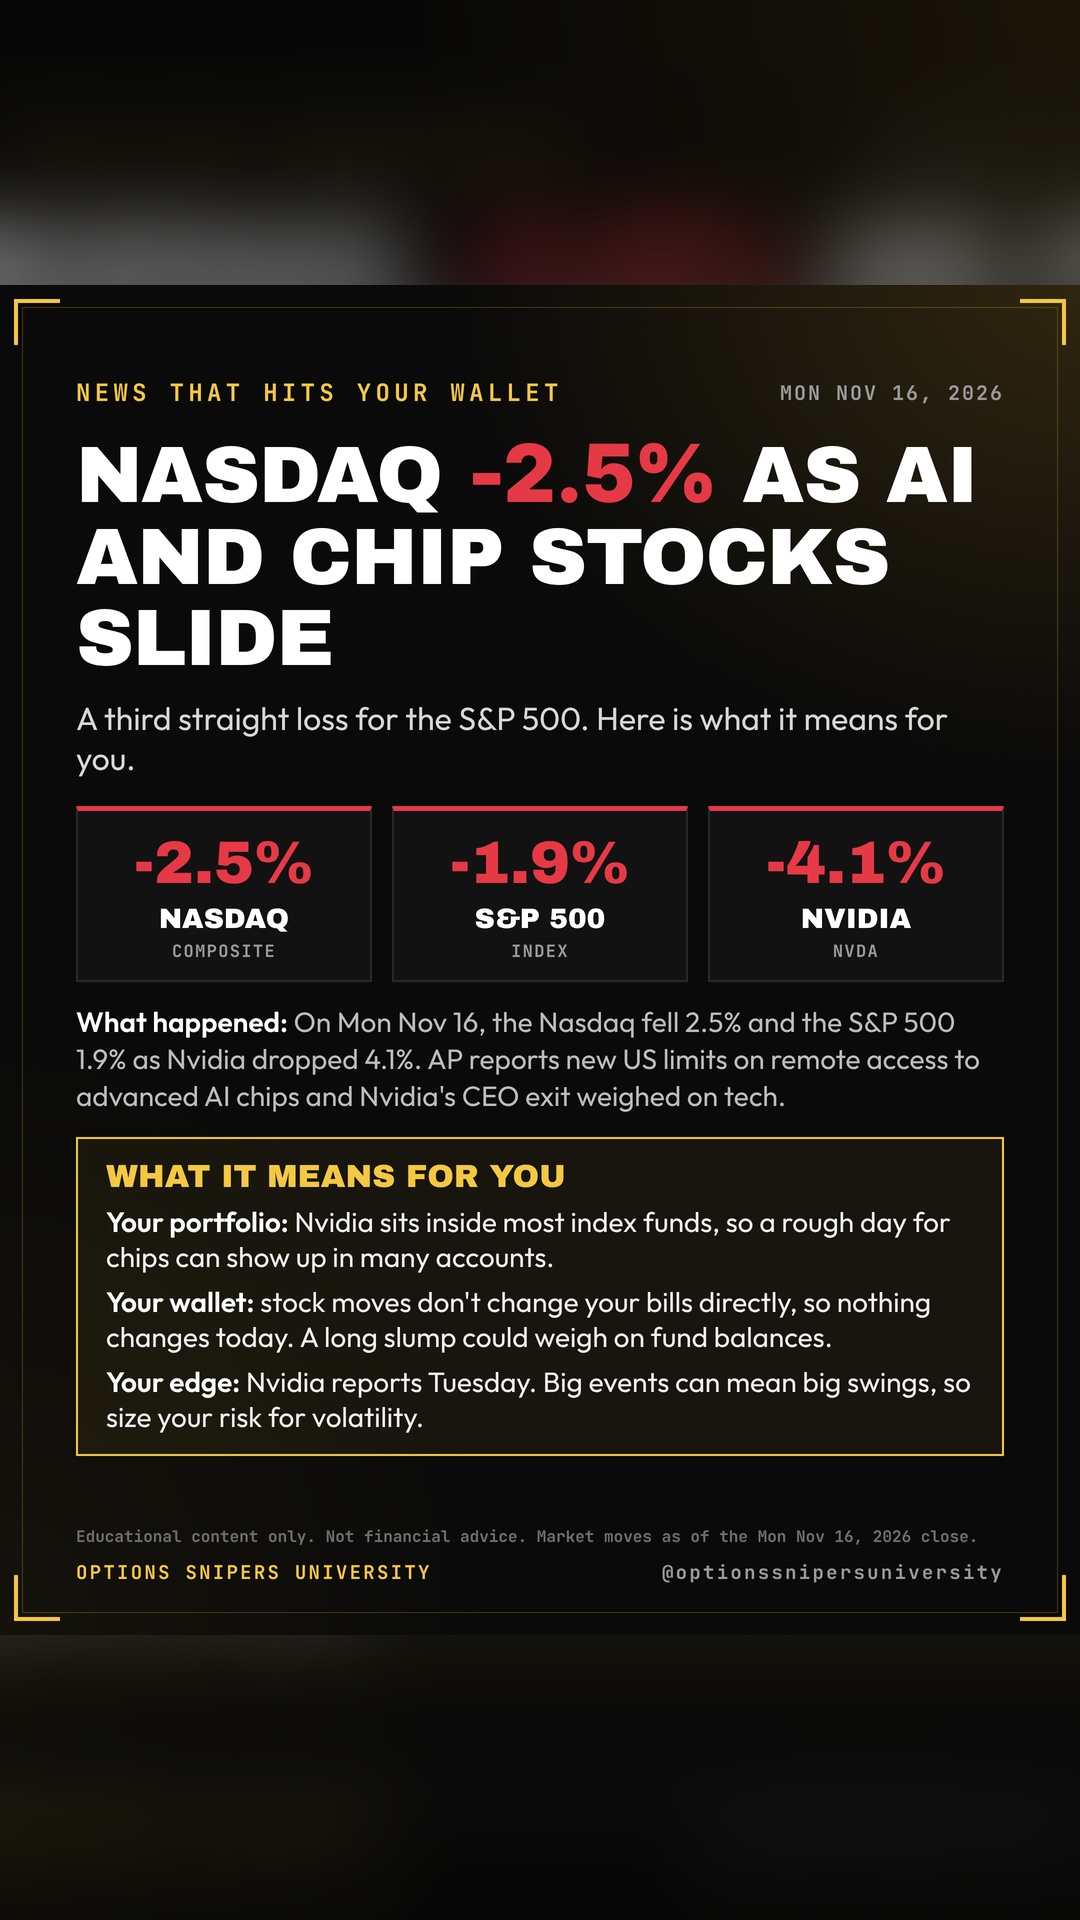 NEWS THAT HITS YOUR WALLET
MON NOV 16, 2026
NASDAQ -2.5% AS AI
AND CHIP STOCKS
SLIDE
A third straight loss for the S&P 500. Here is what it means for
you.
-2.5%
NASDAQ
COMPOSITE
-1.9%
S&P 500
INDEX
-4.1%
NVIDIA
NVDA
What happened: On Mon Nov 16, the Nasdaq fell 2.5% and the S&P 500
1.9% as Nvidia dropped 4.1%. AP reports new US limits on remote access to
advanced AI chips and Nvidia's CEO exit weighed on tech.
WHAT IT MEANS FOR YOU
Your portfolio: Nvidia sits inside most index funds, so a rough day for
chips can show up in many accounts.
Your wallet: stock moves don't change your bills directly, so nothing
changes today. A long slump could weigh on fund balances.
Your edge: Nvidia reports Tuesday. Big events can mean big swings, so
size your risk for volatility.
Educational content only. Not financial advice. Market moves as of the Mon Nov 16, 2026 close.
OPTIONS SNIPERS UNIVERSITY
@optionssnipersuniversity